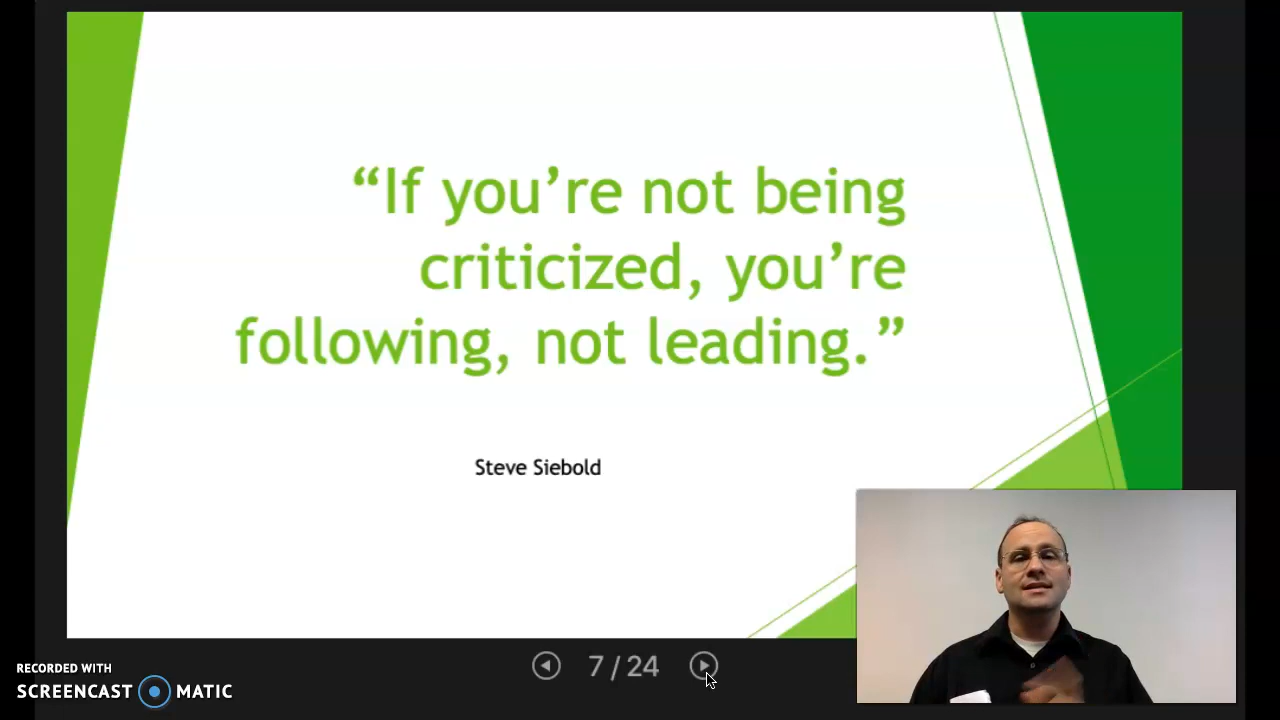 “If you’re not being
criticized, you’re
following, not leading.”
Steve Siebold
RECORDED WITH
SCREENCAST MATIC
7 / 24